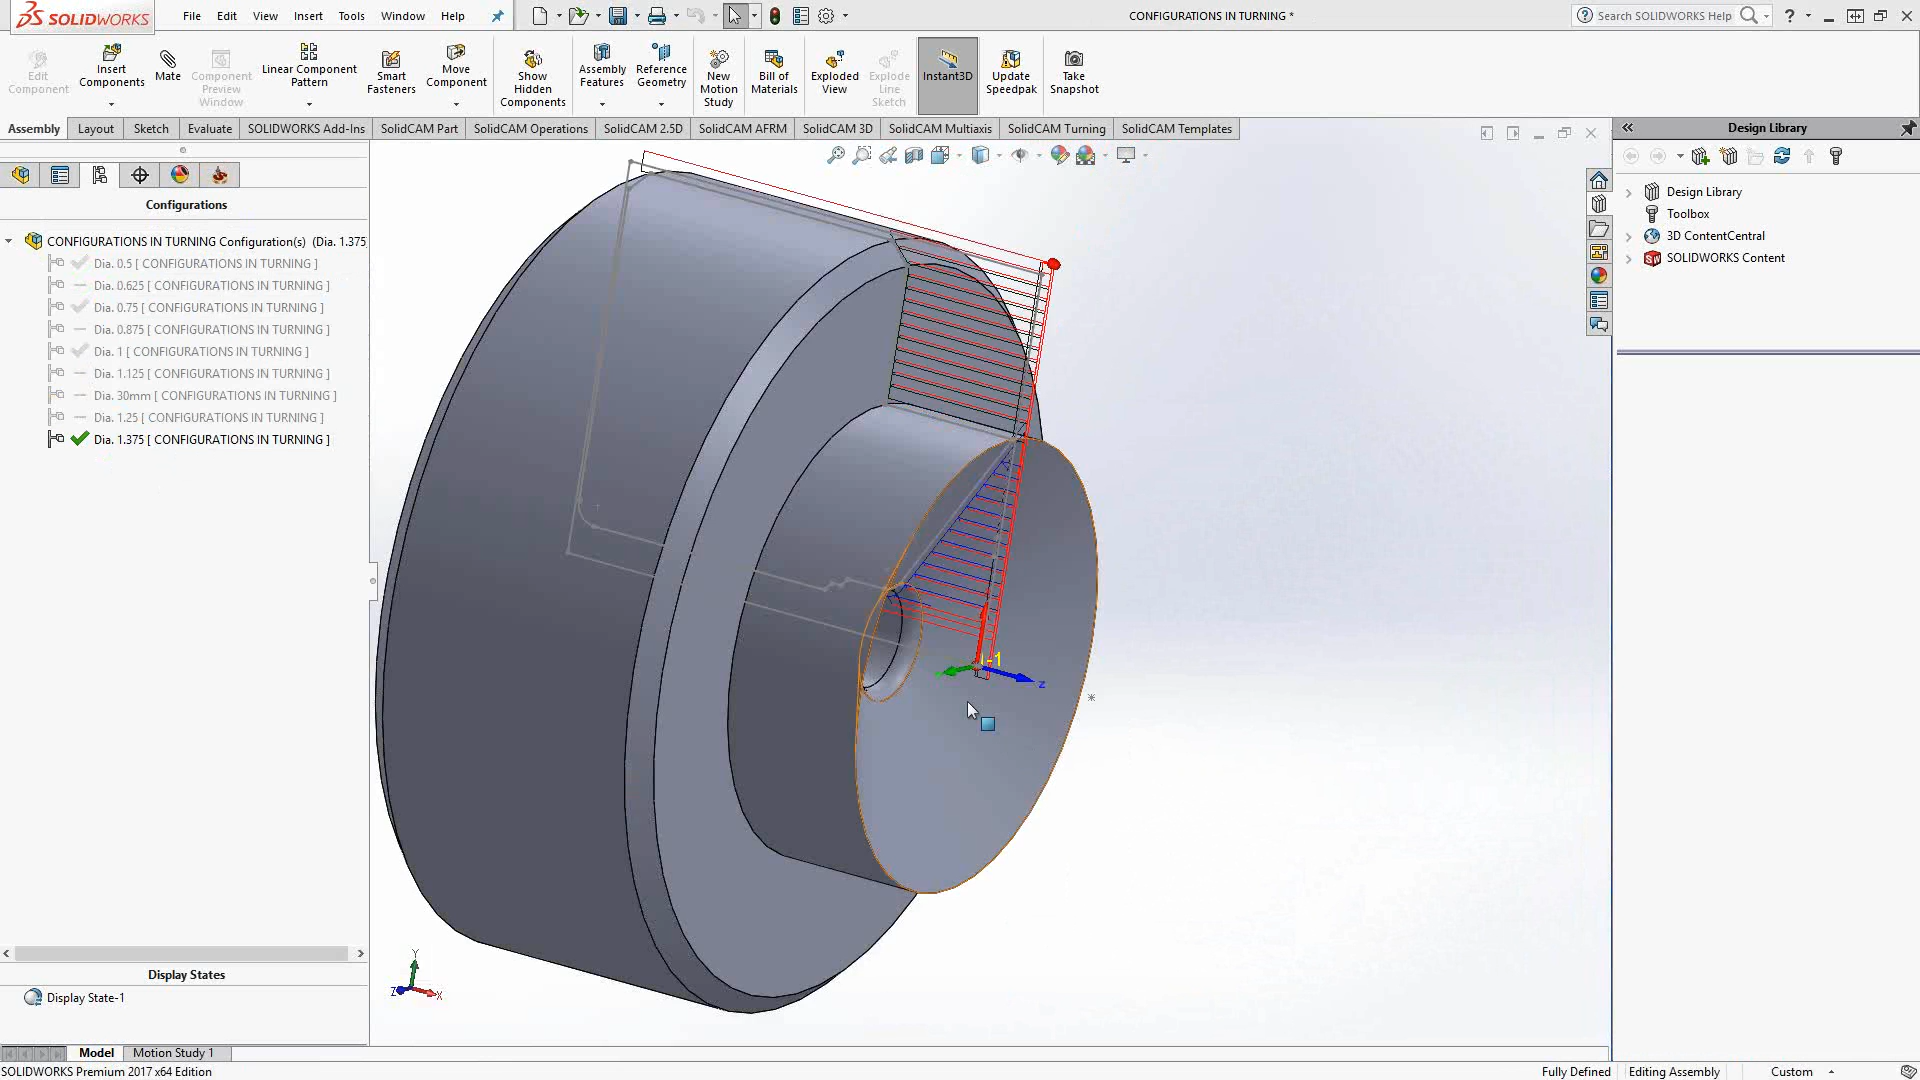 SOLIDWORKS
File Edit View Insert Tools Window Help
CONFIGURATIONS IN TURNING *
Search SOLIDWORKS Help
Edit Component
Insert Components
Mate
Component Preview Window
Linear Component Pattern
Smart Fasteners
Move Component
Show Hidden Components
Assembly Features
Reference Geometry
New Motion Study
Bill of Materials
Exploded View
Explode Line Sketch
Instant3D
Update Speedpak
Take Snapshot
Assembly Layout Sketch Evaluate SOLIDWORKS Add-Ins SolidCAM Part SolidCAM Operations SolidCAM 2.5D SolidCAM AFRM SolidCAM 3D SolidCAM Multiaxis SolidCAM Turning SolidCAM Templates
Configurations
CONFIGURATIONS IN TURNING Configuration(s) (Dia. 1.375
Dia. 0.5 [ CONFIGURATIONS IN TURNING ]
Dia. 0.625 [ CONFIGURATIONS IN TURNING ]
Dia. 0.75 [ CONFIGURATIONS IN TURNING ]
Dia. 0.875 [ CONFIGURATIONS IN TURNING ]
Dia. 1 [ CONFIGURATIONS IN TURNING ]
Dia. 1.125 [ CONFIGURATIONS IN TURNING ]
Dia. 30mm [ CONFIGURATIONS IN TURNING ]
Dia. 1.25 [ CONFIGURATIONS IN TURNING ]
Dia. 1.375 [ CONFIGURATIONS IN TURNING ]
Design Library
Design Library
Toolbox
3D ContentCentral
SOLIDWORKS Content
z
Y
Z
X
Display States
Display State-1
Model Motion Study 1
SOLIDWORKS Premium 2017 x64 Edition
Fully Defined Editing Assembly Custom